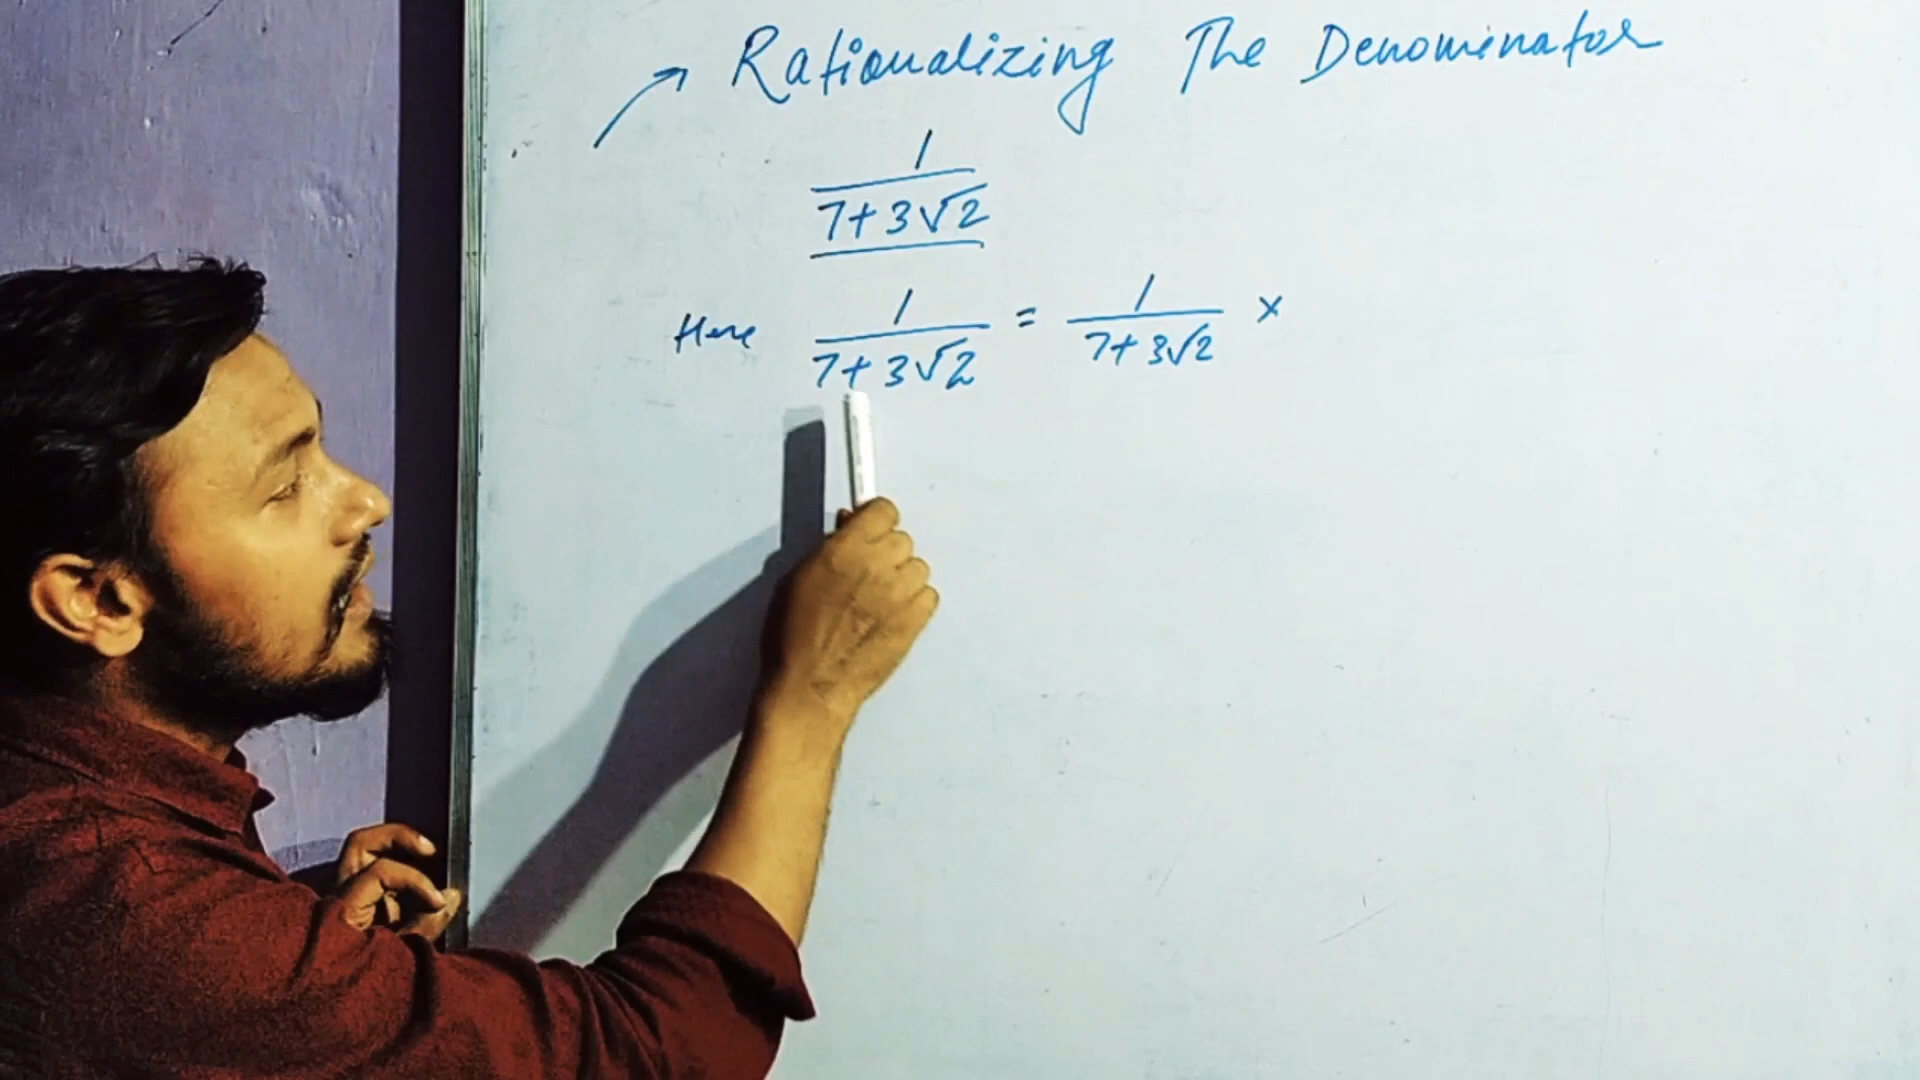 → Rationalizing The Denominator
1
7+3√2
Here 1/7+3√2 = 1/7+3√2 ×